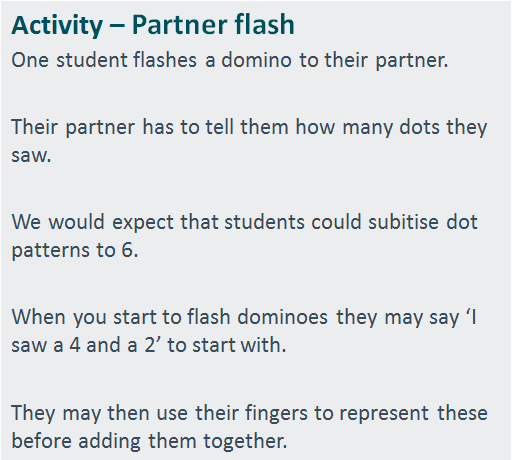 Activity – Partner flash
One student flashes a domino to their partner.
Their partner has to tell them how many dots they
saw.
We would expect that students could subitise dot
patterns to 6.
When you start to flash dominoes they may say ‘I
saw a 4 and a 2’ to start with.
They may then use their fingers to represent these
before adding them together.